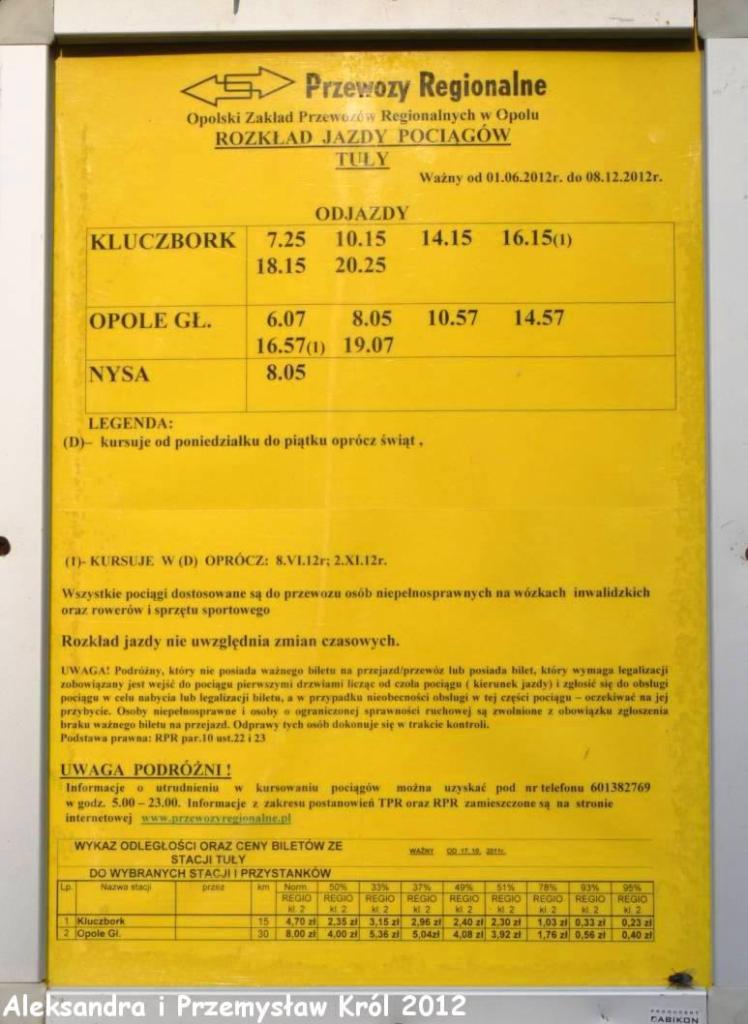 Przewozy Regionalne
Opolski Zakład Przewozów Regionalnych w Opolu
ROZKŁAD JAZDY POCIĄGÓW
TUŁY
Ważny od 01.06.2012r. do 08.12.2012r.
ODJAZDY
KLUCZBORK 7.25 10.15 14.15 16.15(1)
18.15 20.25
OPOLE GŁ. 6.07 8.05 10.57 14.57
16.57(1) 19.07
NYSA 8.05
LEGENDA:
(D)– kursuje od poniedziałku do piątku oprócz świąt ,
(1)- KURSUJE W (D) OPRÓCZ: 8.VI.12r; 2.XI.12r.
Wszystkie pociągi dostosowane są do przewozu osób niepełnosprawnych na wózkach inwalidzkich
oraz rowerów i sprzętu sportowego
Rozkład jazdy nie uwzględnia zmian czasowych.
UWAGA! Podróżny, który nie posiada ważnego biletu na przejazd/przewóz lub posiada bilet, który wymaga legalizacji
zobowiązany jest wejść do pociągu pierwszymi drzwiami licząc od czoła pociągu ( kierunek jazdy) i zgłosić się do obsługi
pociągu w celu nabycia lub legalizacji biletu, a w przypadku nieobecności obsługi w tej części pociągu – oczekiwać na jej
przybycie. Osoby niepełnosprawne i osoby o ograniczonej sprawności ruchowej są zwolnione z obowiązku zgłoszenia
braku ważnego biletu na przejazd. Odprawy tych osób dokonuje się w trakcie kontroli.
Podstawa prawna: RPR par.10 ust.22 i 23
UWAGA PODRÓŻNI !
Informacje o utrudnieniu w kursowaniu pociągów można uzyskać pod nr telefonu 601382769
w godz. 5.00 – 23.00. Informacje z zakresu postanowień TPR oraz RPR zamieszczone są na stronie
internetowej www.przewozyregionalne.pl
WYKAZ ODLEGŁOŚCI ORAZ CENY BILETÓW ZE
STACJI TUŁY
WAŻNY OD 17.10. 2011r.
DO WYBRANYCH STACJI I PRZYSTANKÓW
Lp. Nazwa stacji przez km Norm. 50% 33% 37% 49% 51% 78% 93% 95%
REGIO REGIO REGIO REGIO REGIO REGIO REGIO REGIO REGIO
kl. 2 kl. 2 kl. 2 kl. 2 kl. 2 kl. 2 kl. 2 kl. 2 kl. 2
1 Kluczbork 15 4,70 zł 2,35 zł 3,15 zł 2,96 zł 2,40 zł 2,30 zł 1,03 zł 0,33 zł 0,23 zł
2 Opole Gł. 30 8,00 zł 4,00 zł 5,36 zł 5,04zł 4,08 zł 3,92 zł 1,76 zł 0,56 zł 0,40 zł
Aleksandra i Przemysław Król 2012
PRODUCENT
GABIKON